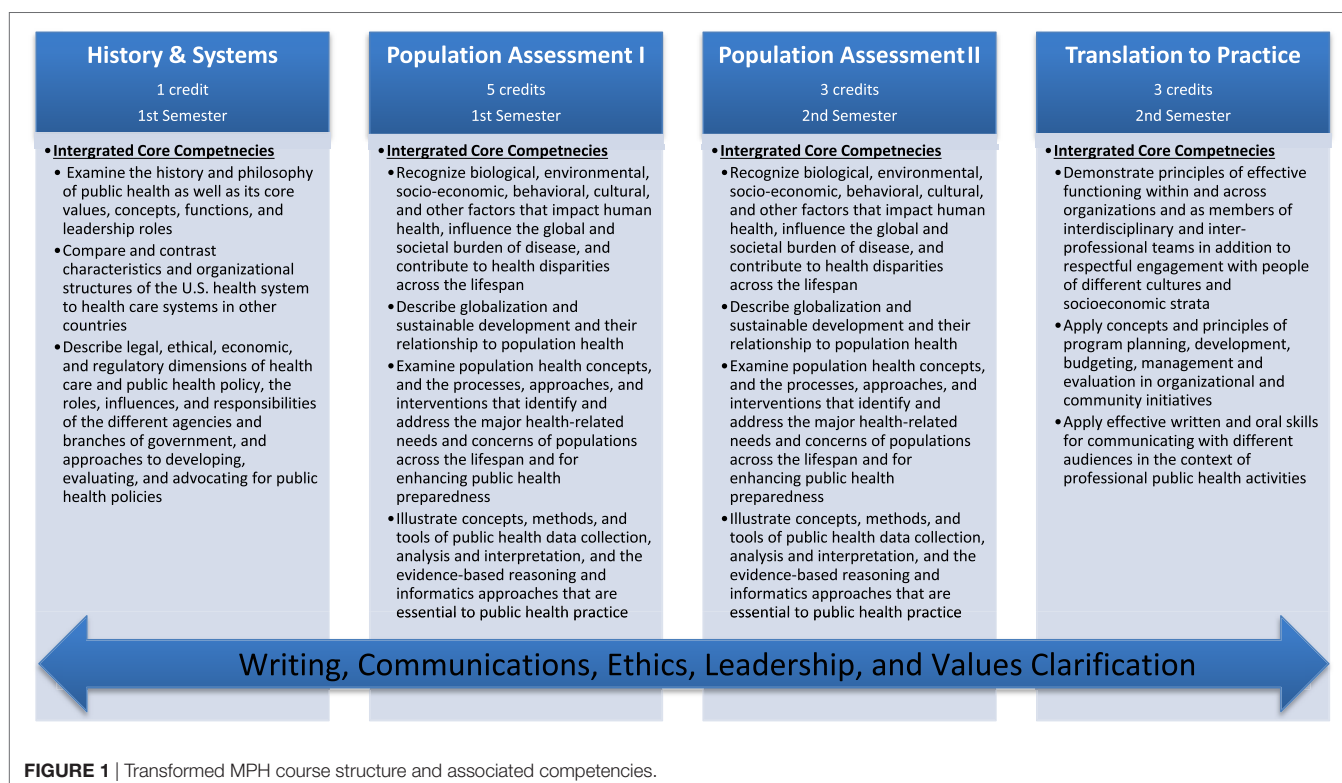 History & Systems
1 credit
1st Semester
•Intergrated Core Competnecies
• Examine the history and philosophy
of public health as well as its core
values, concepts, functions, and
leadership roles
•Compare and contrast
characteristics and organizational
structures of the U.S. health system
to health care systems in other
countries
•Describe legal, ethical, economic,
and regulatory dimensions of health
care and public health policy, the
roles, influences, and responsibilities
of the different agencies and
branches of government, and
approaches to developing,
evaluating, and advocating for public
health policies
Population Assessment I
5 credits
1st Semester
•Intergrated Core Competnecies
•Recognize biological, environmental,
socio-economic, behavioral, cultural,
and other factors that impact human
health, influence the global and
societal burden of disease, and
contribute to health disparities
across the lifespan
•Describe globalization and
sustainable development and their
relationship to population health
•Examine population health concepts,
and the processes, approaches, and
interventions that identify and
address the major health-related
needs and concerns of populations
across the lifespan and for
enhancing public health
preparedness
•Illustrate concepts, methods, and
tools of public health data collection,
analysis and interpretation, and the
evidence-based reasoning and
informatics approaches that are
essential to public health practice
Population Assessment II
3 credits
2nd Semester
•Intergrated Core Competnecies
•Recognize biological, environmental,
socio-economic, behavioral, cultural,
and other factors that impact human
health, influence the global and
societal burden of disease, and
contribute to health disparities
across the lifespan
•Describe globalization and
sustainable development and their
relationship to population health
•Examine population health concepts,
and the processes, approaches, and
interventions that identify and
address the major health-related
needs and concerns of populations
across the lifespan and for
enhancing public health
preparedness
•Illustrate concepts, methods, and
tools of public health data collection,
analysis and interpretation, and the
evidence-based reasoning and
informatics approaches that are
essential to public health practice
Translation to Practice
3 credits
2nd Semester
•Intergrated Core Competnecies
•Demonstrate principles of effective
functioning within and across
organizations and as members of
interdisciplinary and inter-
professional teams in addition to
respectful engagement with people
of different cultures and
socioeconomic strata
•Apply concepts and principles of
program planning, development,
budgeting, management and
evaluation in organizational and
community initiatives
•Apply effective written and oral skills
for communicating with different
audiences in the context of
professional public health activities
Writing, Communications, Ethics, Leadership, and Values Clarification
FIGURE 1 | Transformed MPH course structure and associated competencies.